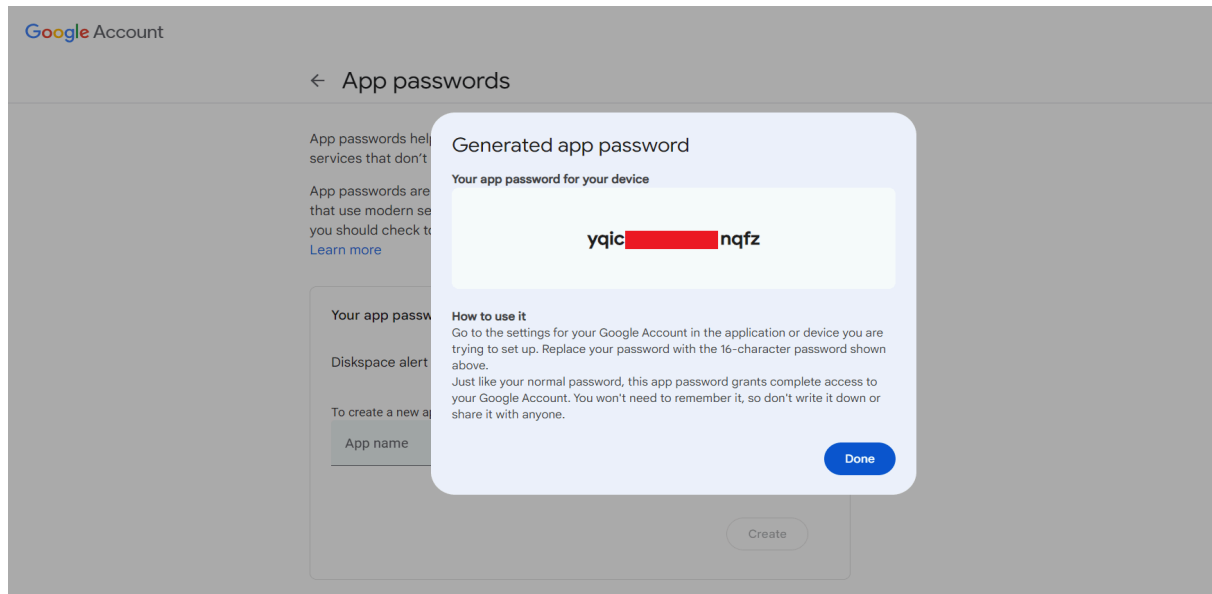 Google Account
← App passwords
App passwords help
services that don't
App passwords are
that use modern se
you should check to
Learn more
Your app passw
Diskspace alert
To create a new ap
App name
Create
Generated app password
Your app password for your device
yqic nqfz
How to use it
Go to the settings for your Google Account in the application or device you are
trying to set up. Replace your password with the 16-character password shown
above.
Just like your normal password, this app password grants complete access to
your Google Account. You won't need to remember it, so don't write it down or
share it with anyone.
Done